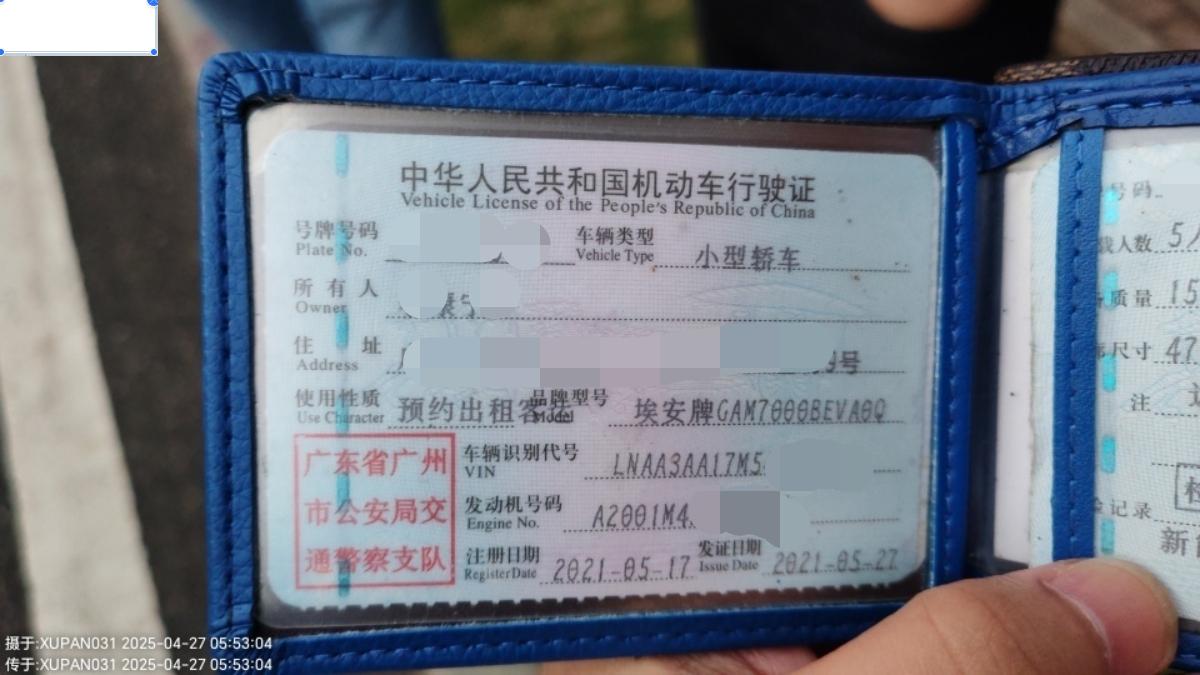 中华人民共和国机动车行驶证
Vehicle License of the People's Republic of China
号牌号码
Plate No.
车辆类型
Vehicle Type
小型轿车
所有人
Owner
住址
Address
号
使用性质
Use Character
预约出租客运
品牌型号
Model
埃安牌GAM7000BEVA0Q
广东省广州
市公安局交
通警察支队
车辆识别代号
VIN
LNAA3AA17M5
发动机号码
Engine No.
A2001M4
注册日期
Register Date
2021-05-17
发证日期
Issue Date
2021-05-27
号码
人数 5人
质量 15
尺寸 47
注
记录
检
新
摄于:XUPAN031 2025-04-27 05:53:04
传于:XUPAN031 2025-04-27 05:53:04